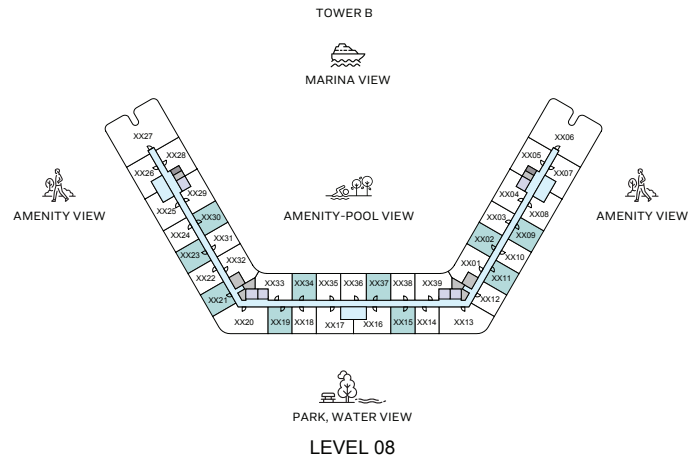 TOWER B
MARINA VIEW
XX27
XX06
XX28
XX05
XX26
XX07
XX29
XX04
XX25
XX08
XX30
XX03
XX24
XX09
XX31
XX02
XX23
XX10
XX32
XX01
XX22
XX11
XX21
XX12
AMENITY VIEW
AMENITY-POOL VIEW
AMENITY VIEW
XX33 XX34 XX35 XX36 XX37 XX38 XX39
XX20 XX19 XX18 XX17 XX16 XX15 XX14 XX13
PARK, WATER VIEW
LEVEL 08